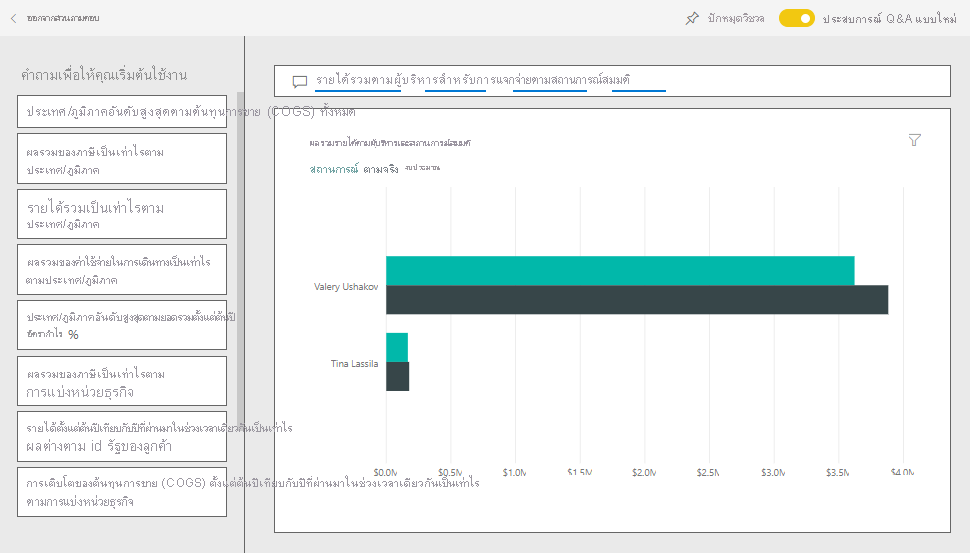 ออกจากส่วนถามตอบ
ปักหมุดวิชวล
ประสบการณ์ Q&A แบบใหม่
คำถามเพื่อให้คุณเริ่มต้นใช้งาน
ประเทศ/ภูมิภาคอันดับสูงสุดตามต้นทุนการขาย (COGS) ทั้งหมด
ผลรวมของภาษีเป็นเท่าไรตาม
ประเทศ/ภูมิภาค
รายได้รวมเป็นเท่าไรตาม
ประเทศ/ภูมิภาค
ผลรวมของค่าใช้จ่ายในการเดินทางเป็นเท่าไร
ตามประเทศ/ภูมิภาค
ประเทศ/ภูมิภาคอันดับสูงสุดตามยอดรวมตั้งแต่ต้นปี
อัตรากำไร %
ผลรวมของภาษีเป็นเท่าไรตาม
การแบ่งหน่วยธุรกิจ
รายได้ตั้งแต่ต้นปีเทียบกับปีที่ผ่านมาในช่วงเวลาเดียวกันเป็นเท่าไร
ผลต่างตาม id รัฐของลูกค้า
การเติบโตของต้นทุนการขาย (COGS) ตั้งแต่ต้นปีเทียบกับปีที่ผ่านมาในช่วงเวลาเดียวกันเป็นเท่าไร
ตามการแบ่งหน่วยธุรกิจ
รายได้รวมตามผู้บริหารสำหรับการแจกจ่ายตามสถานการณ์สมมติ
ผลรวมรายได้ตามผู้บริหารและสถานการณ์สมมติ
สถานการณ์ ตามจริง งบประมาณ
Valery Ushakov
Tina Lassila
$0.0M $0.5M $1.0M $1.5M $2.0M $2.5M $3.0M $3.5M $4.0M